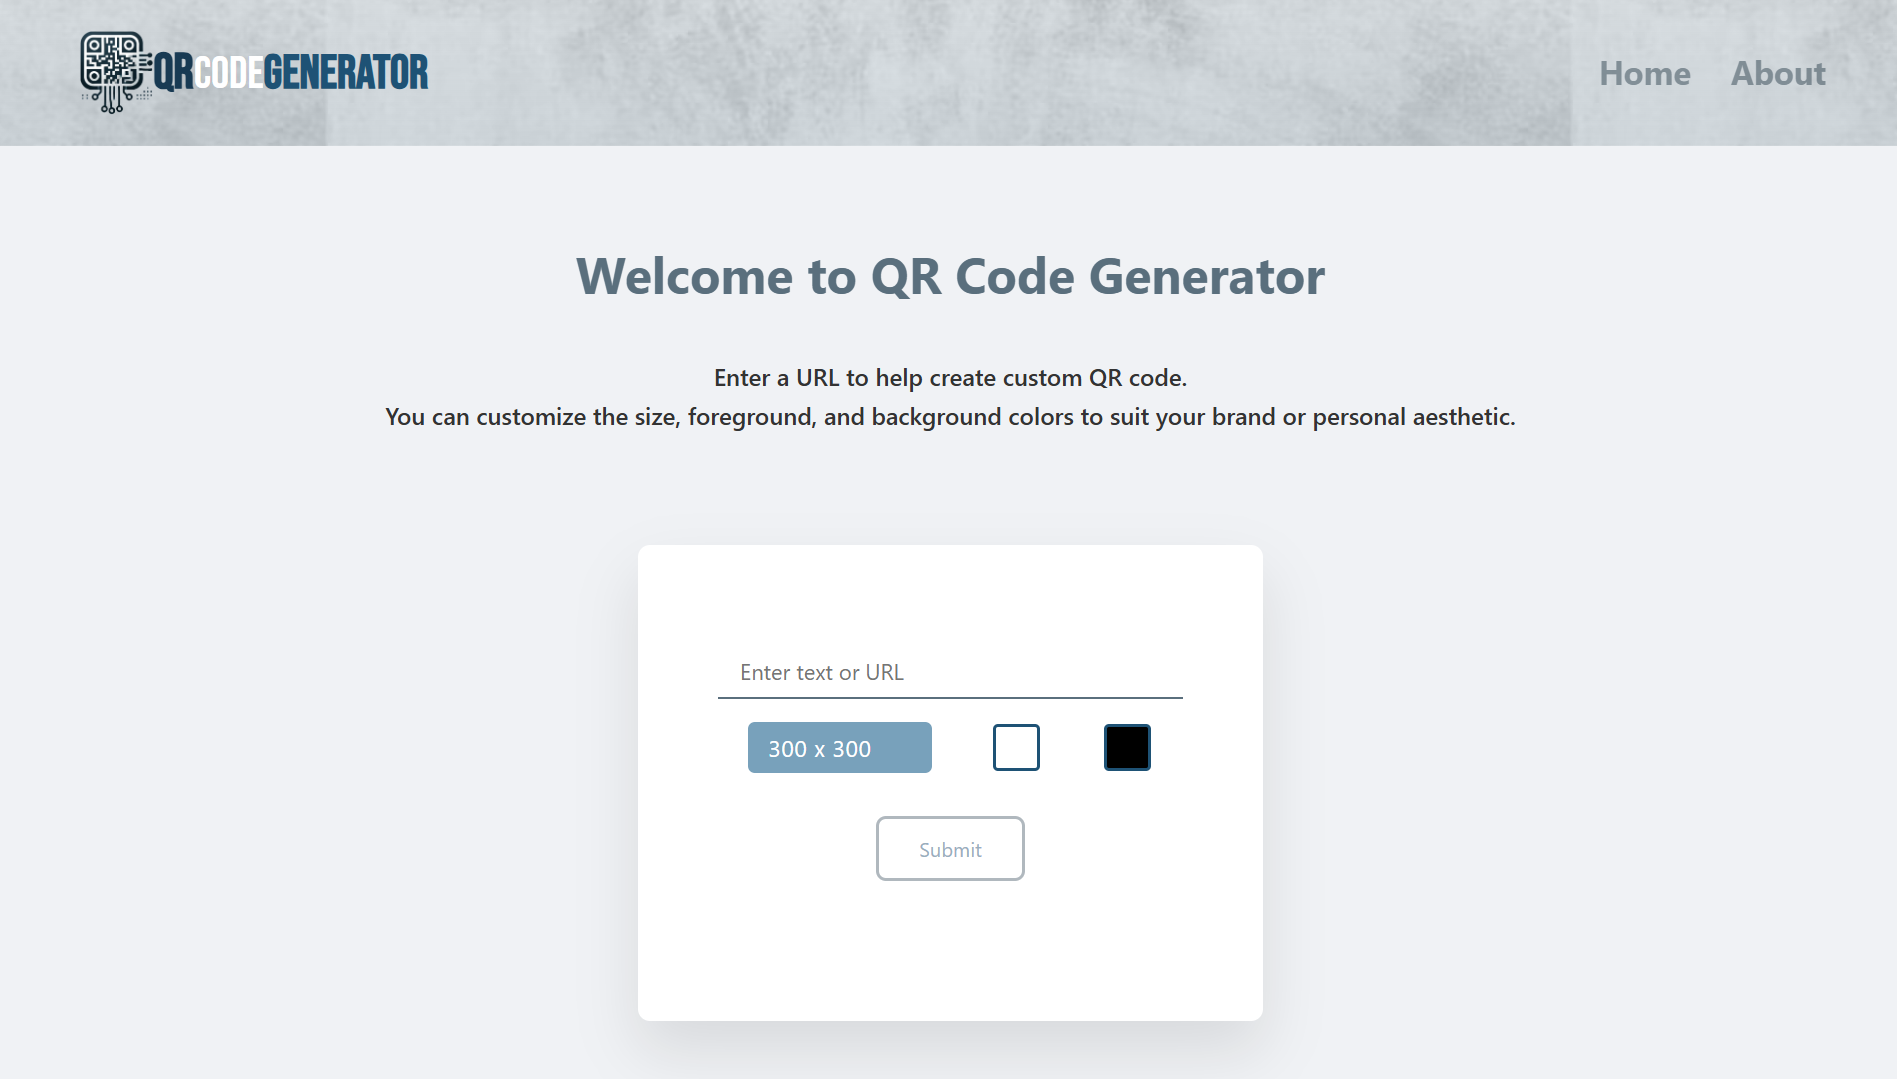 QRCODEGENERATOR
Home
About
Welcome to QR Code Generator
Enter a URL to help create custom QR code.
You can customize the size, foreground, and background colors to suit your brand or personal aesthetic.
Enter text or URL
300 x 300
Submit